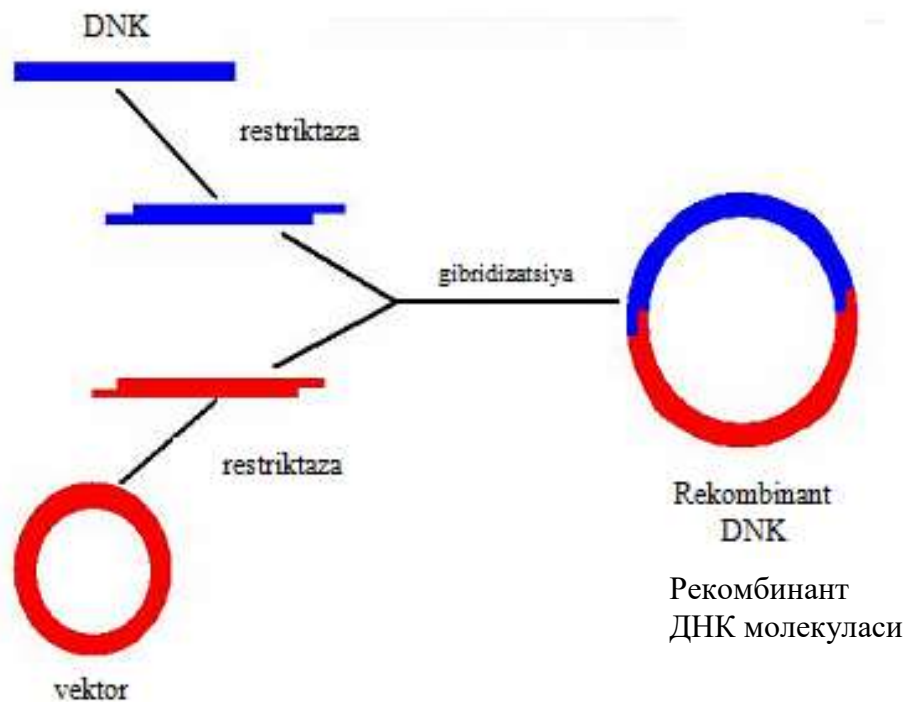 DNK
restriktaza
gibridizatsiya
restriktaza
vektor
Rekombinant
DNK
Рекомбинант
ДНК молекуласи